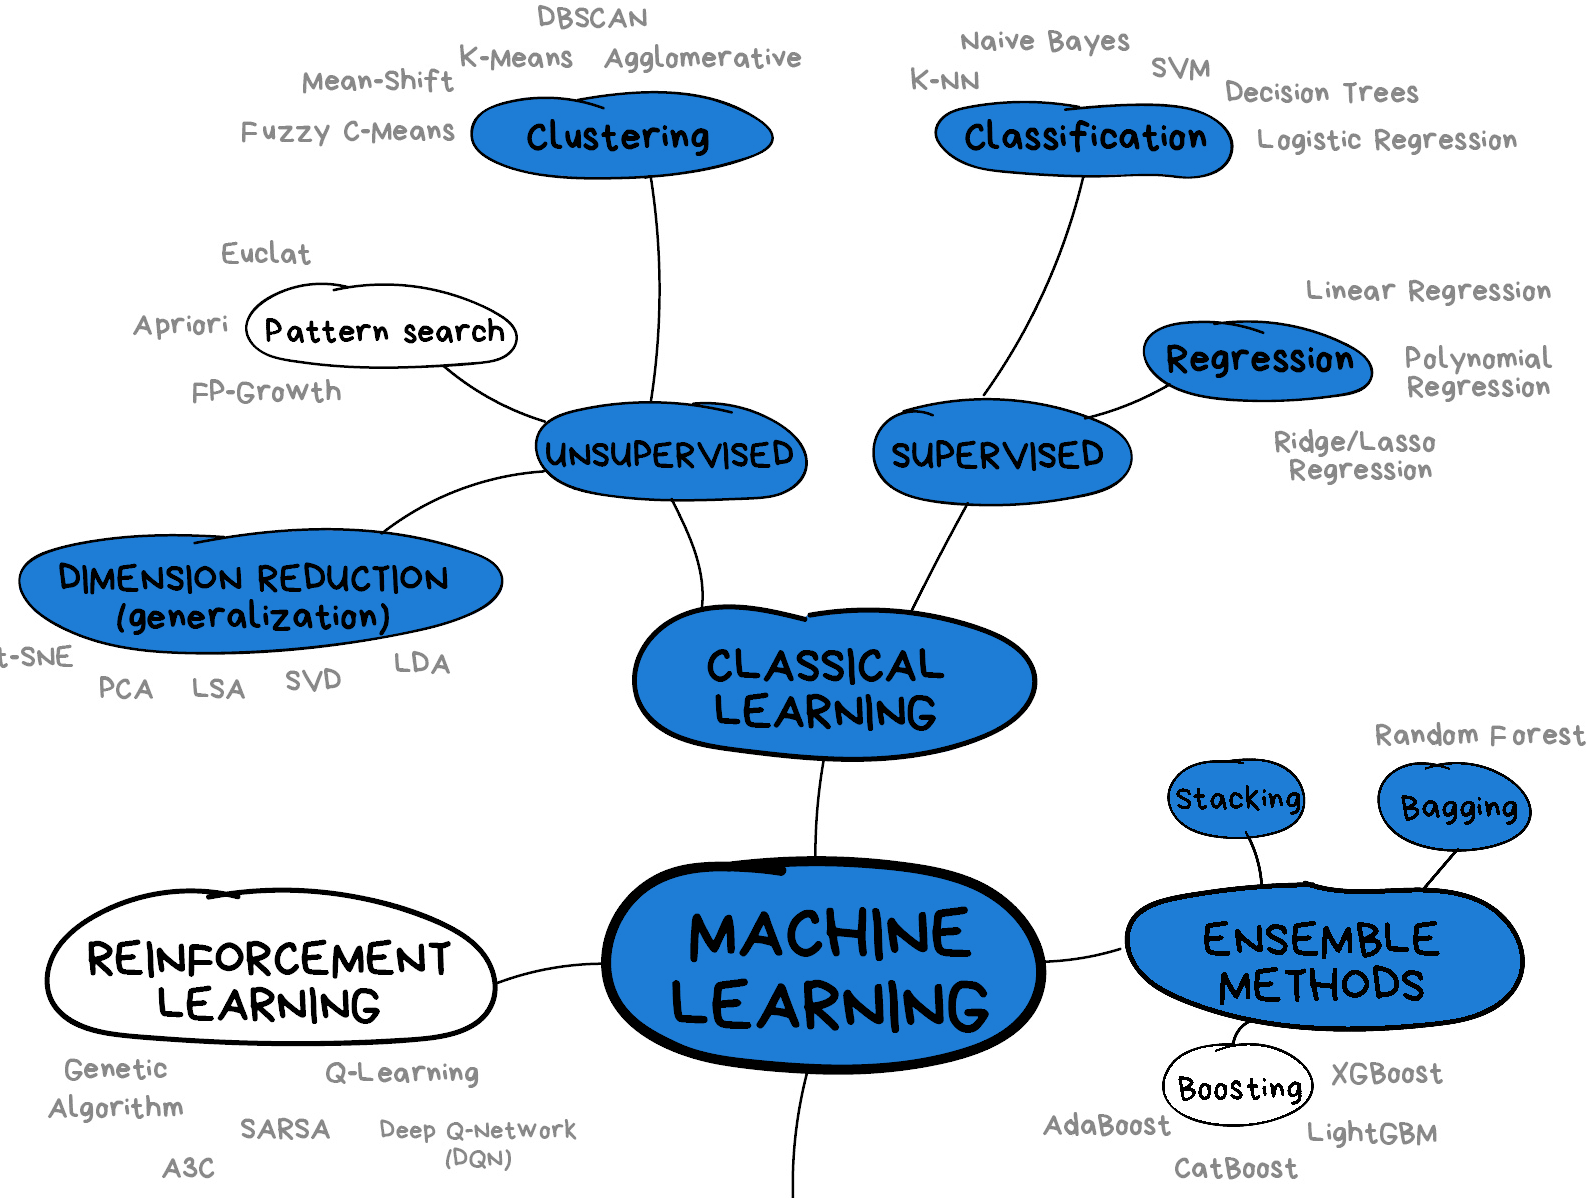 DBSCAN
K-Means
Agglomerative
Mean-Shift
Fuzzy C-Means
Clustering
Naive Bayes
K-NN
SVM
Decision Trees
Logistic Regression
Classification
Euclat
Apriori
Pattern search
FP-Growth
Linear Regression
Regression
Polynomial
Regression
Ridge/Lasso
Regression
UNSUPERVISED
SUPERVISED
DIMENSION REDUCTION
(generalization)
t-SNE
PCA
LSA
SVD
LDA
CLASSICAL
LEARNING
Random Forest
Stacking
Bagging
REINFORCEMENT
LEARNING
MACHINE
LEARNING
ENSEMBLE
METHODS
Genetic
Algorithm
Q-Learning
SARSA
Deep Q-Network
(DQN)
A3C
Boosting
XGBoost
AdaBoost
LightGBM
CatBoost